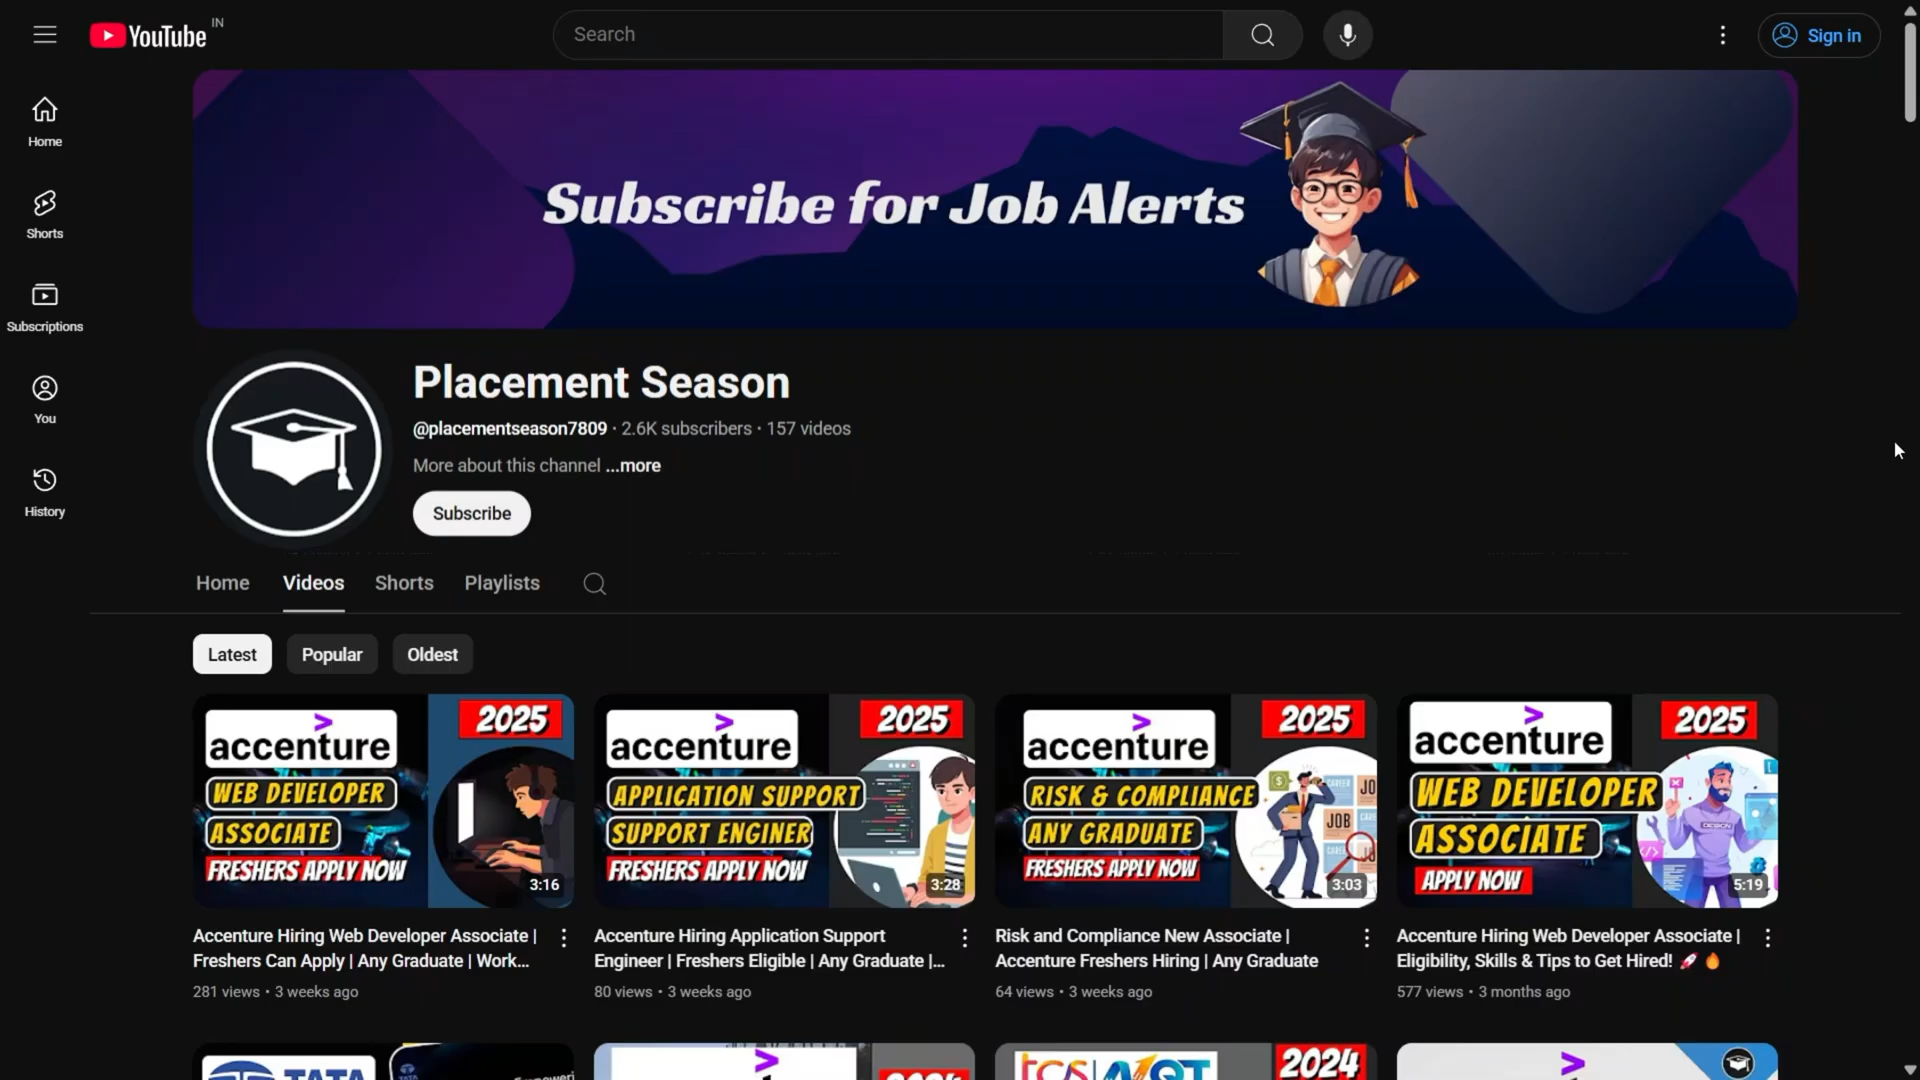 YouTube IN
Search
Sign in
Home
Shorts
Subscriptions
You
History
Subscribe for Job Alerts
Placement Season
@placementseason7809 · 2.6K subscribers · 157 videos
More about this channel ...more
Subscribe
Home Videos Shorts Playlists
Latest Popular Oldest
accenture
2025
WEB DEVELOPER
ASSOCIATE
FRESHERS APPLY NOW
3:16
accenture
2025
APPLICATION SUPPORT
SUPPORT ENGINER
FRESHERS APPLY NOW
3:28
accenture
2025
RISK & COMPLIANCE
ANY GRADUATE
FRESHERS APPLY NOW
JOB
3:03
accenture
2025
WEB DEVELOPER
ASSOCIATE
APPLY NOW
DESIGN
5:19
Accenture Hiring Web Developer Associate |
Freshers Can Apply | Any Graduate | Work...
281 views • 3 weeks ago
Accenture Hiring Application Support
Engineer | Freshers Eligible | Any Graduate |...
80 views • 3 weeks ago
Risk and Compliance New Associate |
Accenture Freshers Hiring | Any Graduate
64 views • 3 weeks ago
Accenture Hiring Web Developer Associate |
Eligibility, Skills & Tips to Get Hired! 🚀 🔥
577 views • 3 months ago
TATA
2024
tcs NQT
2024